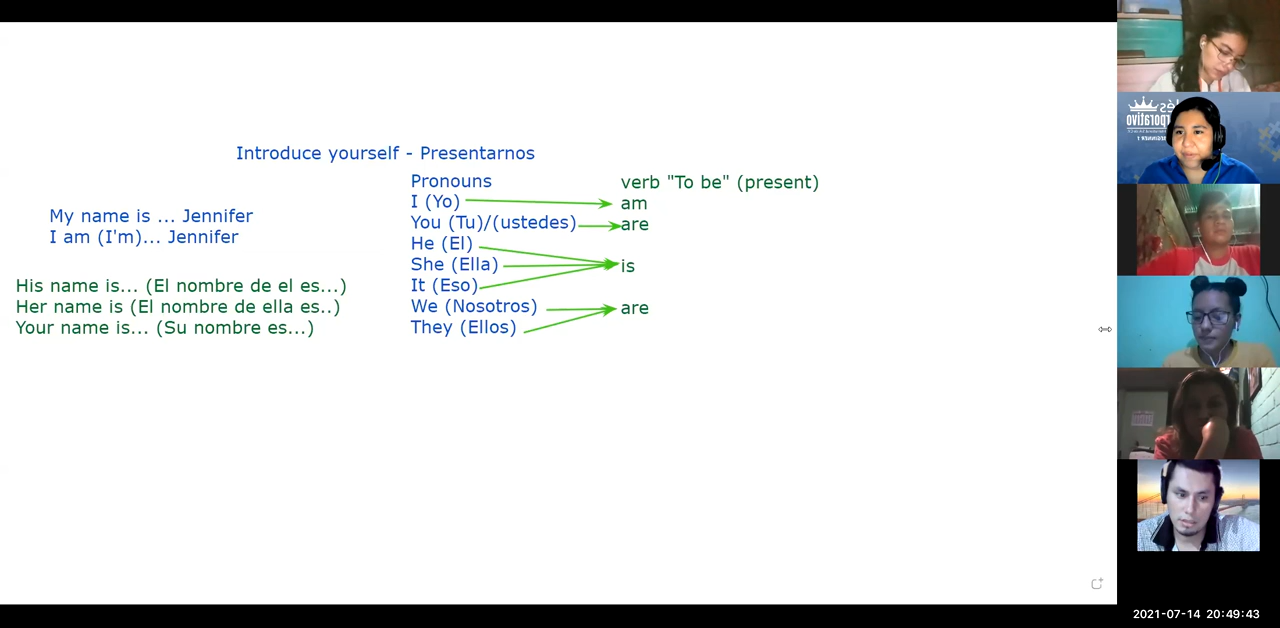 Introduce yourself - Presentarnos
My name is ... Jennifer
I am (I'm)... Jennifer
His name is... (El nombre de el es...)
Her name is (El nombre de ella es..)
Your name is... (Su nombre es...)
Pronouns
I (Yo)
You (Tu)/(ustedes)
He (El)
She (Ella)
It (Eso)
We (Nosotros)
They (Ellos)
verb "To be" (present)
am
are
is
are
2021-07-14 20:49:43